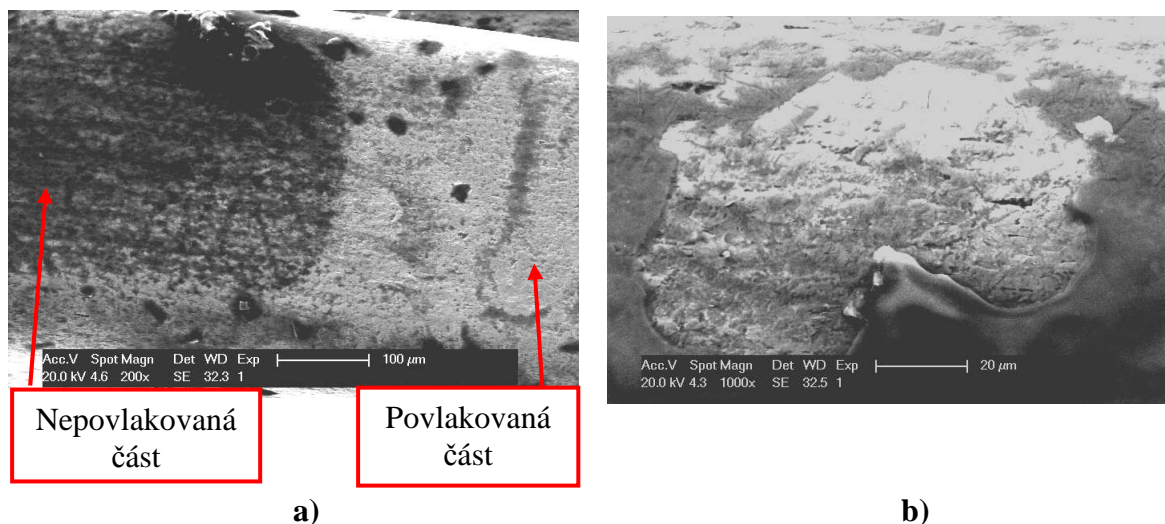 Acc.V Spot Magn Det WD Exp 100 µm
20.0 kV 4.6 200x SE 32.3 1
Nepovlakovaná
část
Povlakovaná
část
a)
Acc.V Spot Magn Det WD Exp 20 µm
20.0 kV 4.3 1000x SE 32.5 1
b)